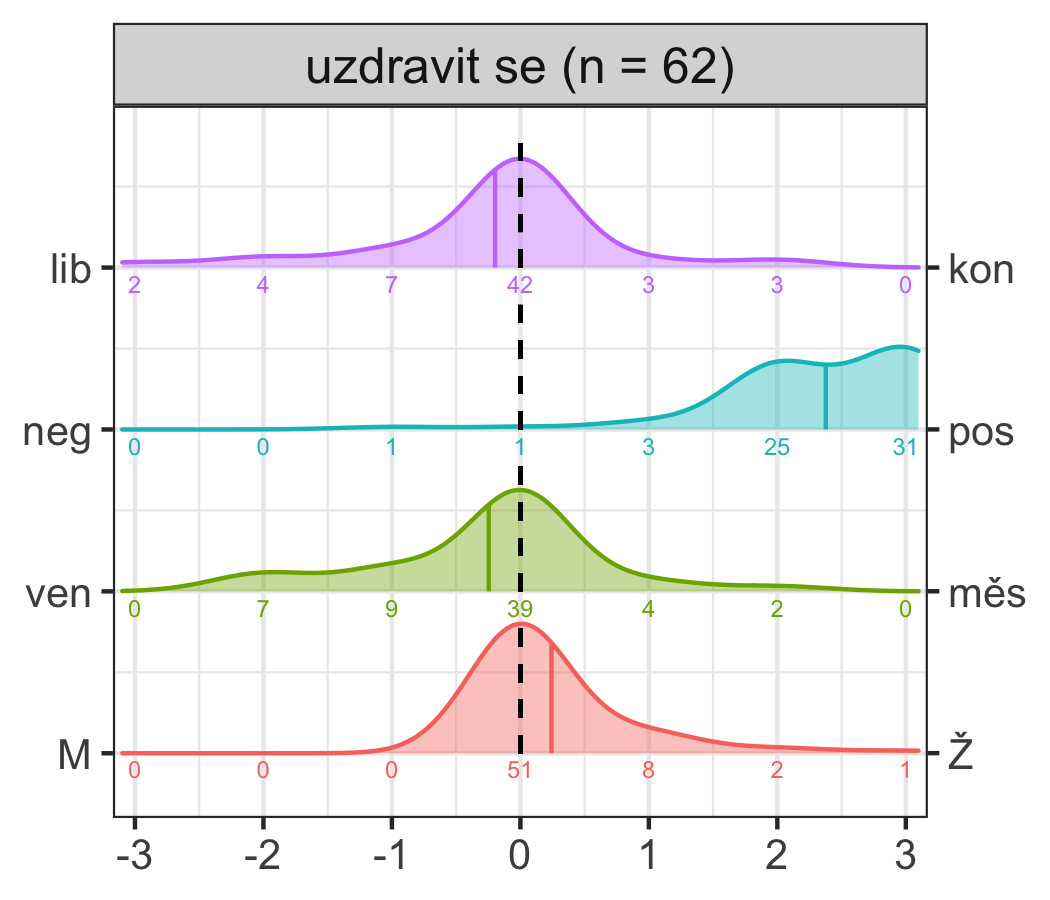 uzdravit se (n = 62)
lib kon
2 4 7 42 3 3 0
neg pos
0 0 1 1 3 25 31
ven měs
0 7 9 39 4 2 0
M Ž
0 0 0 51 8 2 1
-3 -2 -1 0 1 2 3